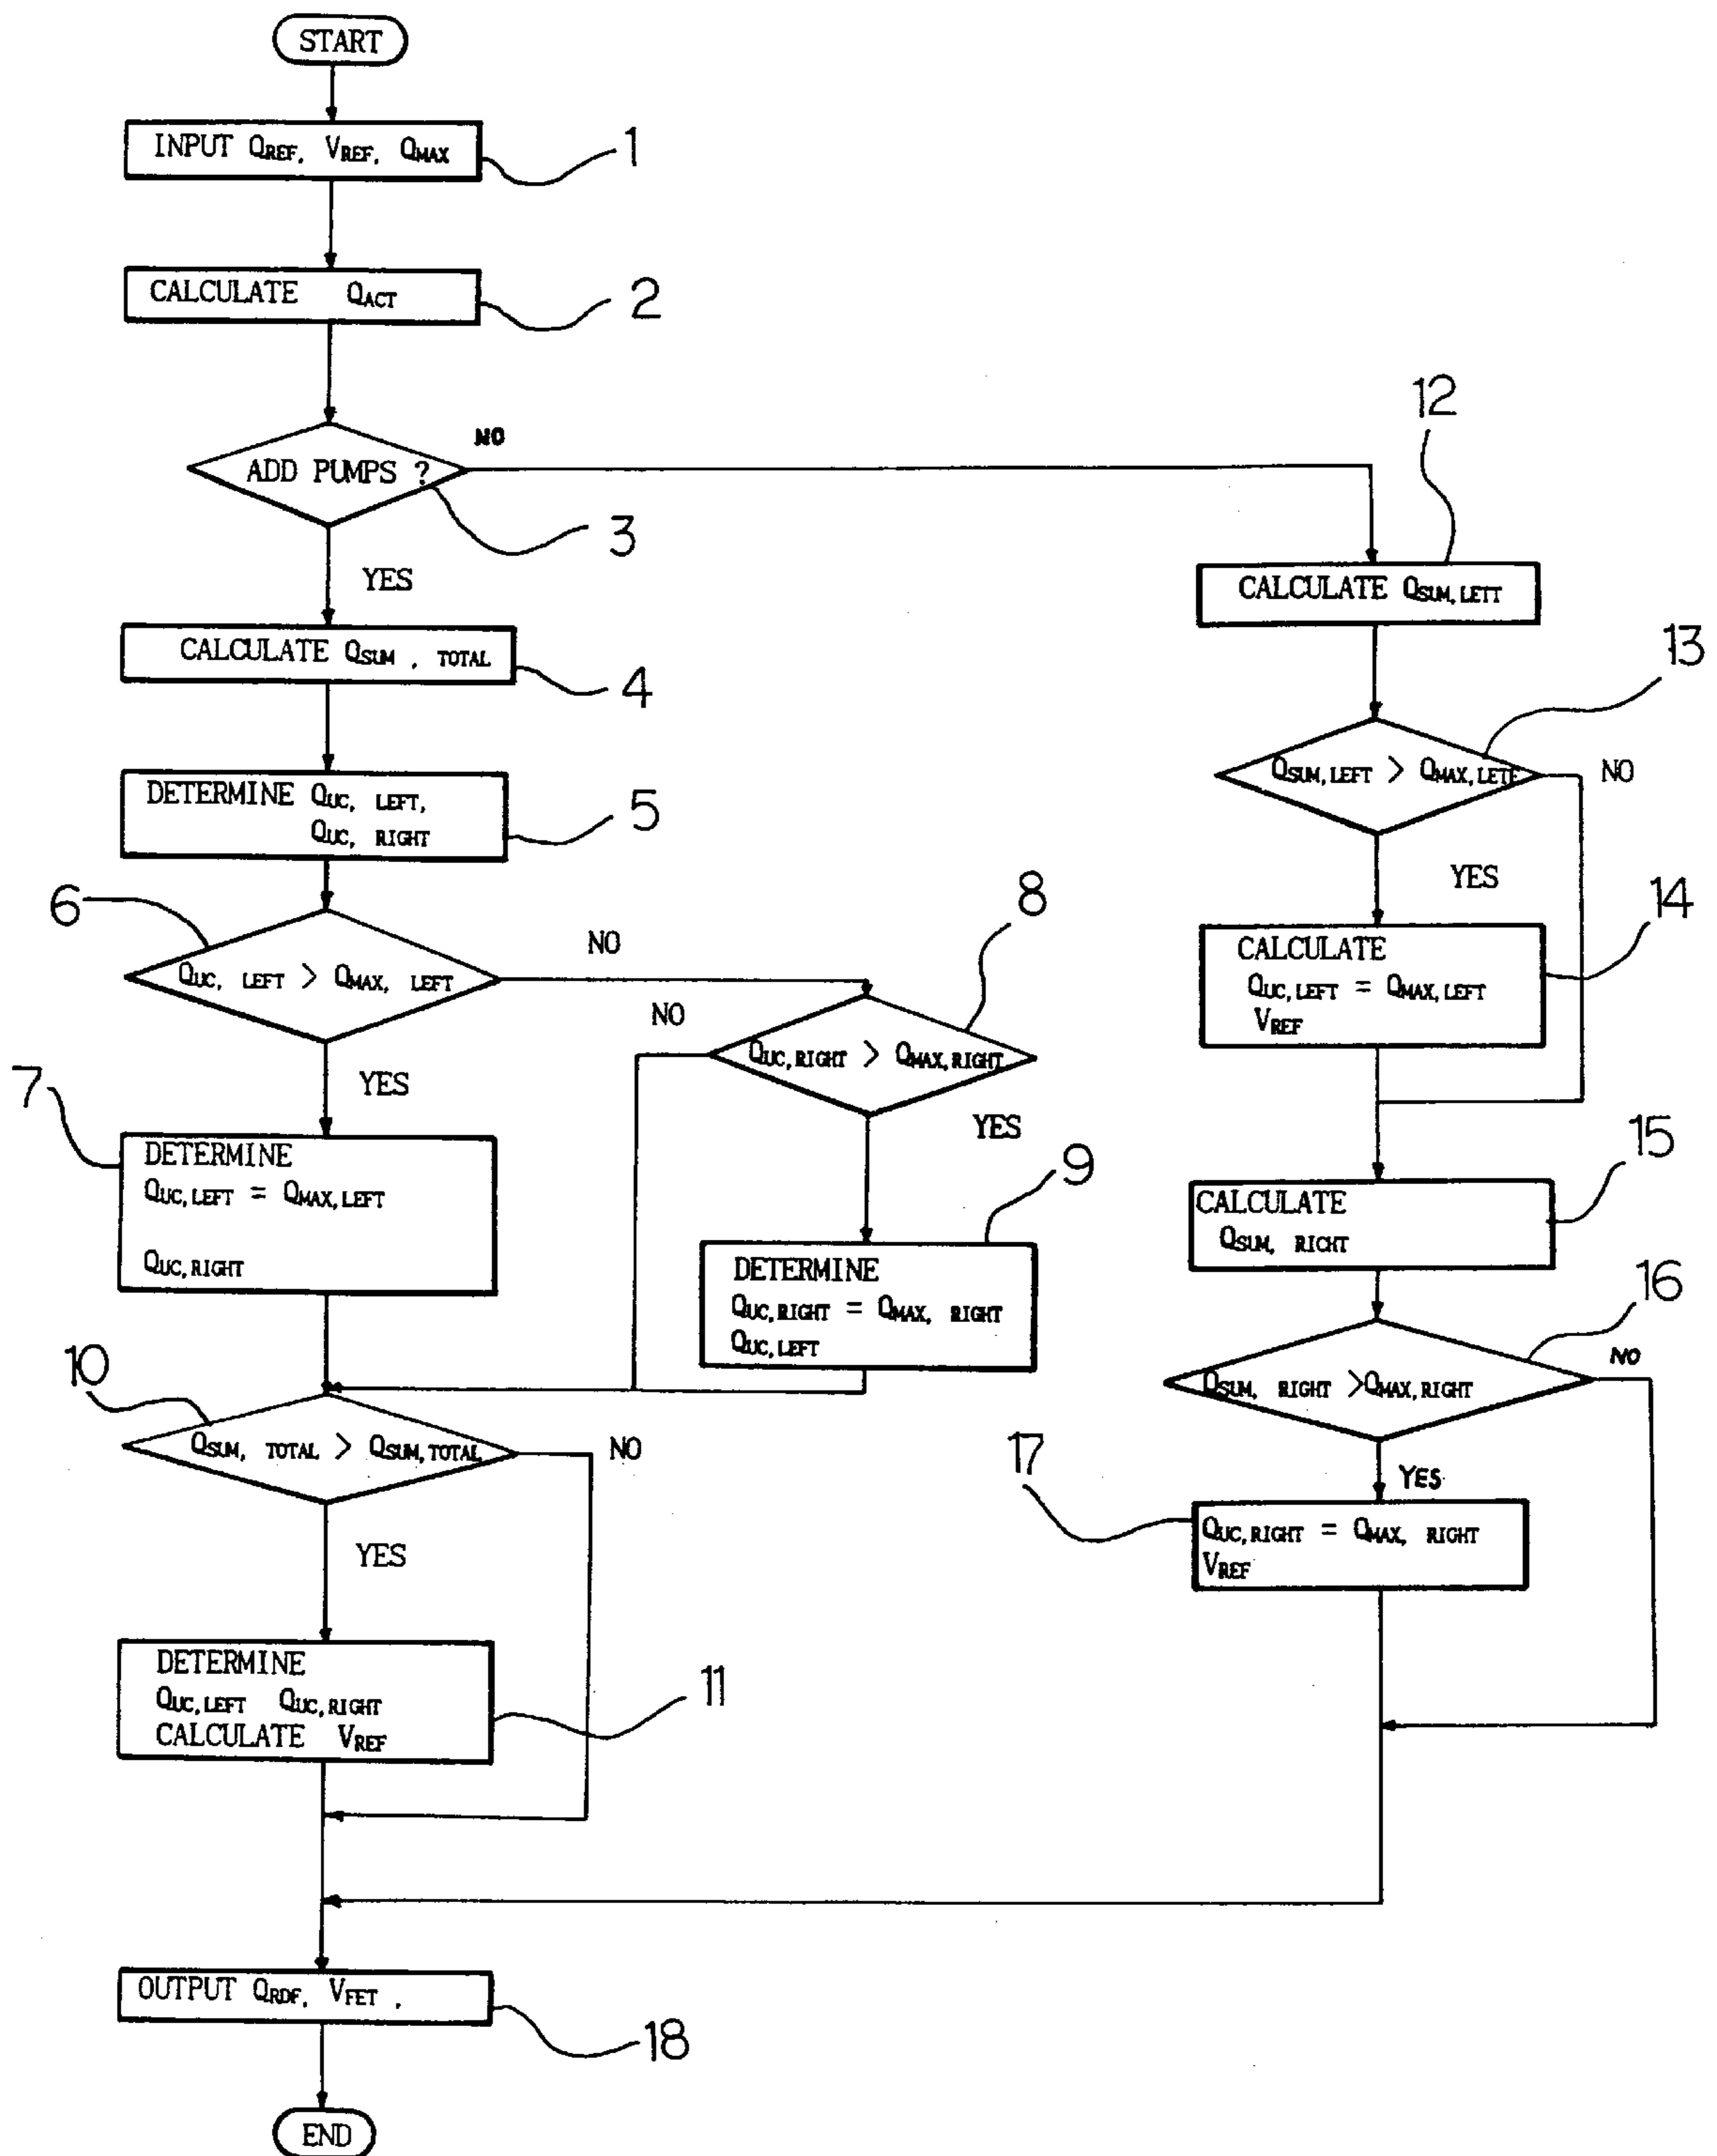 START
INPUT QREF, VREF, QMAX
1
CALCULATE QACT
2
ADD PUMPS ?
NO
3
YES
CALCULATE QSUM , TOTAL
4
DETERMINE QUC, LEFT,
QUC, RIGHT
5
6
QUC, LEFT > QMAX, LEFT
NO
YES
7
DETERMINE
QUC,LEFT = QMAX,LEFT
QUC,RIGHT
8
NO
QUC,RIGHT > QMAX,RIGHT
YES
9
DETERMINE
QUC,RIGHT = QMAX, RIGHT
QUC,LEFT
10
QSUM, TOTAL > QSUM,TOTAL
NO
YES
DETERMINE
QUC,LEFT QUC,RIGHT
CALCULATE VREF
11
12
CALCULATE QSUM,LETT
13
QSUM,LEFT > QMAX,LETF
NO
YES
14
CALCULATE
QUC,LEFT = QMAX,LEFT
VREF
15
CALCULATE
QSUM, RICHT
16
QSUM, RIGHT >QMAX,RIGHT
NO
YES
17
QUC,RIGHT = QMAX, RIGHT
VREF
OUTPUT QRDF, VFET ,
18
END